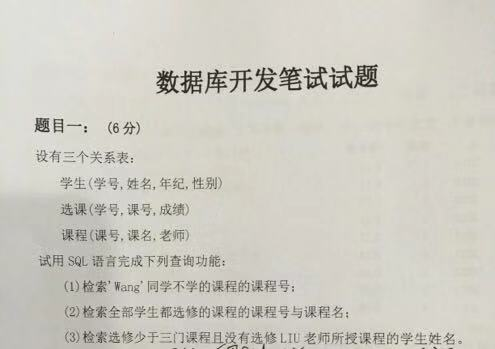 数据库开发笔试试题
题目一： (6分)
设有三个关系表：
学生(学号,姓名,年纪,性别)
选课(学号,课号,成绩)
课程(课号,课名,老师)
试用 SQL 语言完成下列查询功能：
(1)检索'Wang'同学不学的课程的课程号；
(2)检索全部学生都选修的课程的课程号与课程名；
(3)检索选修少于三门课程且没有选修 LIU 老师所授课程的学生姓名。